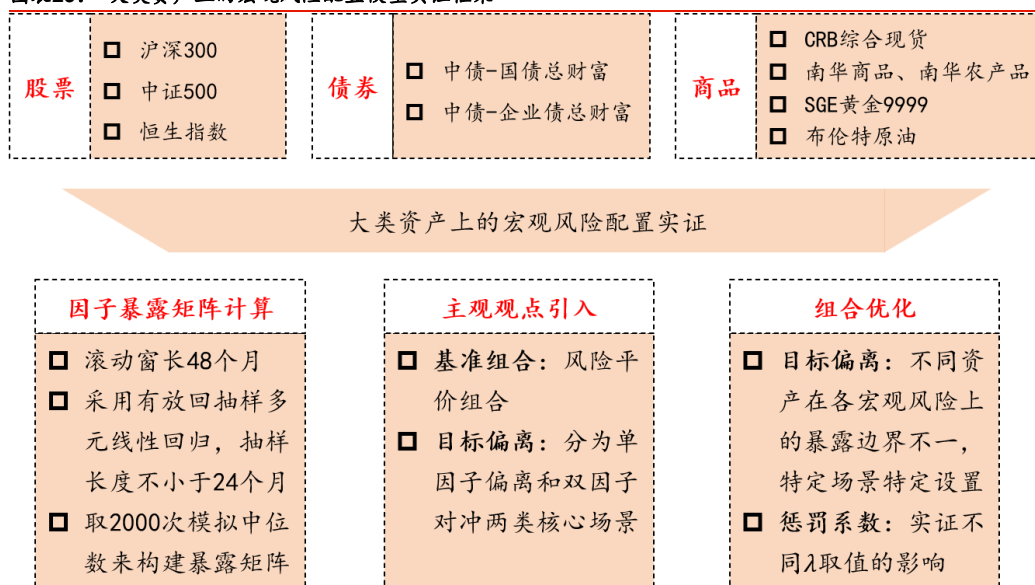 股票
沪深300
中证500
恒生指数
债券
中债-国债总财富
中债-企业债总财富
商品
CRB综合现货
南华商品、南华农产品
SGE黄金9999
布伦特原油
大类资产上的宏观风险配置实证
因子暴露矩阵计算
滚动窗长48个月
采用有放回抽样多
元线性回归，抽样
长度不小于24个月
取2000次模拟中位
数来构建暴露矩阵
主观观点引入
基准组合：风险平
价组合
目标偏离：分为单
因子偏离和双因子
对冲两类核心场景
组合优化
目标偏离：不同资
产在各宏观风险上
的暴露边界不一，
特定场景特定设置
惩罚系数：实证不
同λ取值的影响